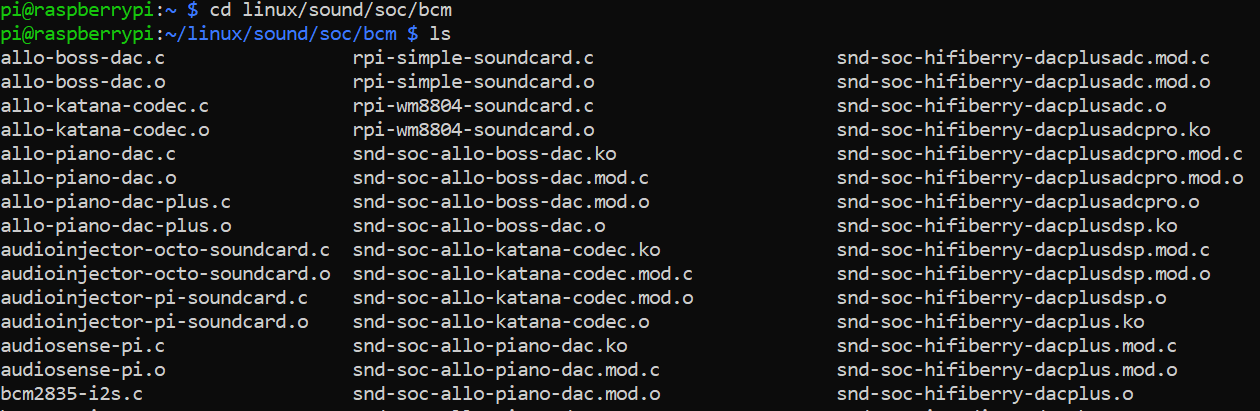 pi@raspberrypi:~ $ cd linux/sound/soc/bcm
pi@raspberrypi:~/linux/sound/soc/bcm $ ls
allo-boss-dac.c rpi-simple-soundcard.c snd-soc-hifiberry-dacplusadc.mod.c
allo-boss-dac.o rpi-simple-soundcard.o snd-soc-hifiberry-dacplusadc.mod.o
allo-katana-codec.c rpi-wm8804-soundcard.c snd-soc-hifiberry-dacplusadc.o
allo-katana-codec.o rpi-wm8804-soundcard.o snd-soc-hifiberry-dacplusadcpro.ko
allo-piano-dac.c snd-soc-allo-boss-dac.ko snd-soc-hifiberry-dacplusadcpro.mod.c
allo-piano-dac.o snd-soc-allo-boss-dac.mod.c snd-soc-hifiberry-dacplusadcpro.mod.o
allo-piano-dac-plus.c snd-soc-allo-boss-dac.mod.o snd-soc-hifiberry-dacplusadcpro.o
allo-piano-dac-plus.o snd-soc-allo-boss-dac.o snd-soc-hifiberry-dacplusdsp.ko
audioinjector-octo-soundcard.c snd-soc-allo-katana-codec.ko snd-soc-hifiberry-dacplusdsp.mod.c
audioinjector-octo-soundcard.o snd-soc-allo-katana-codec.mod.c snd-soc-hifiberry-dacplusdsp.mod.o
audioinjector-pi-soundcard.c snd-soc-allo-katana-codec.mod.o snd-soc-hifiberry-dacplusdsp.o
audioinjector-pi-soundcard.o snd-soc-allo-katana-codec.o snd-soc-hifiberry-dacplus.ko
audiosense-pi.c snd-soc-allo-piano-dac.ko snd-soc-hifiberry-dacplus.mod.c
audiosense-pi.o snd-soc-allo-piano-dac.mod.c snd-soc-hifiberry-dacplus.mod.o
bcm2835-i2s.c snd-soc-allo-piano-dac.mod.o snd-soc-hifiberry-dacplus.o